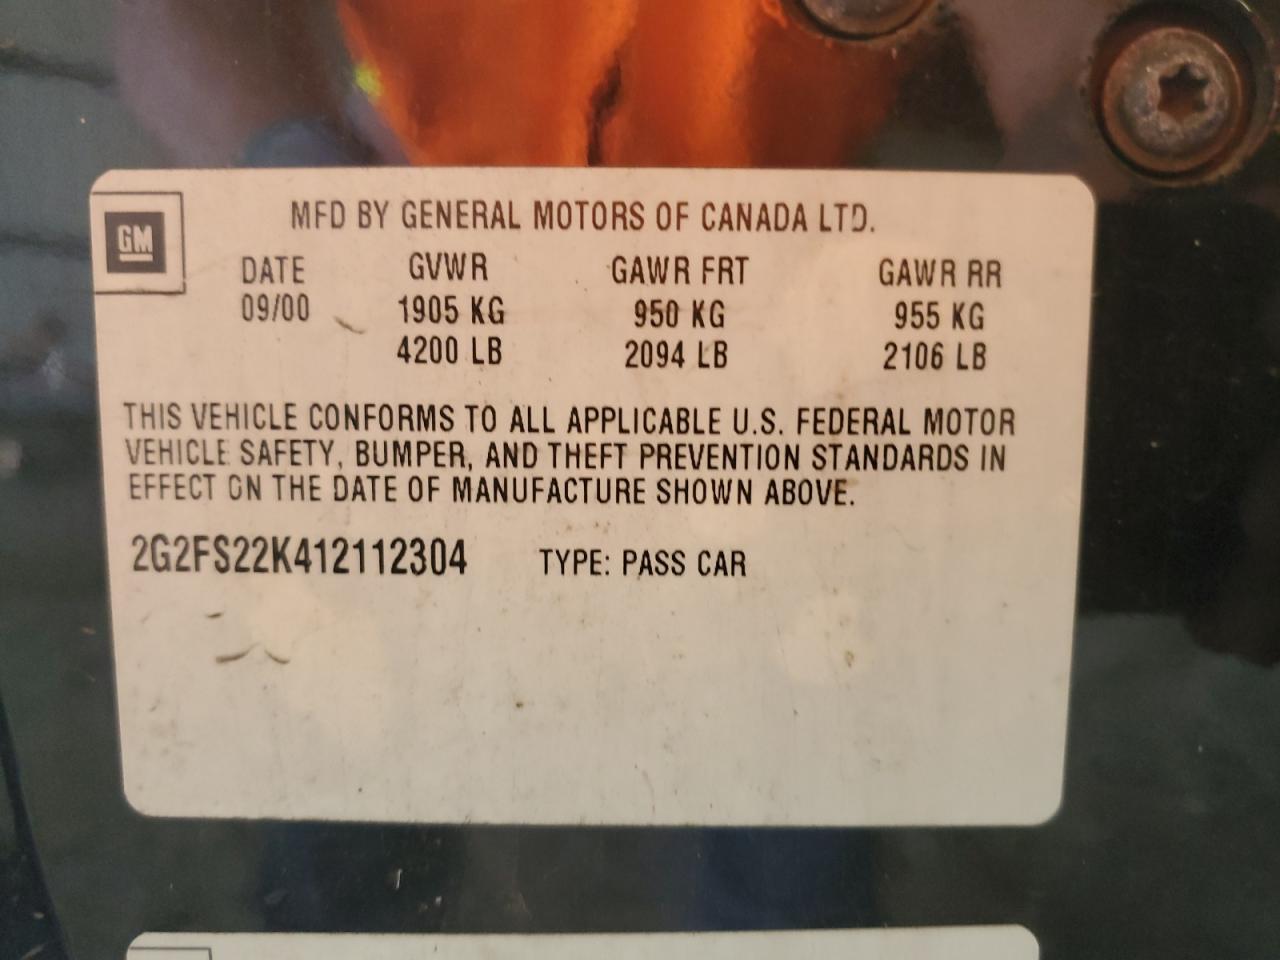 GM
MFD BY GENERAL MOTORS OF CANADA LTD.
DATE GVWR GAWR FRT GAWR RR
09/00 1905 KG 950 KG 955 KG
4200 LB 2094 LB 2106 LB
THIS VEHICLE CONFORMS TO ALL APPLICABLE U.S. FEDERAL MOTOR
VEHICLE SAFETY, BUMPER, AND THEFT PREVENTION STANDARDS IN
EFFECT ON THE DATE OF MANUFACTURE SHOWN ABOVE.
2G2FS22K412112304 TYPE: PASS CAR